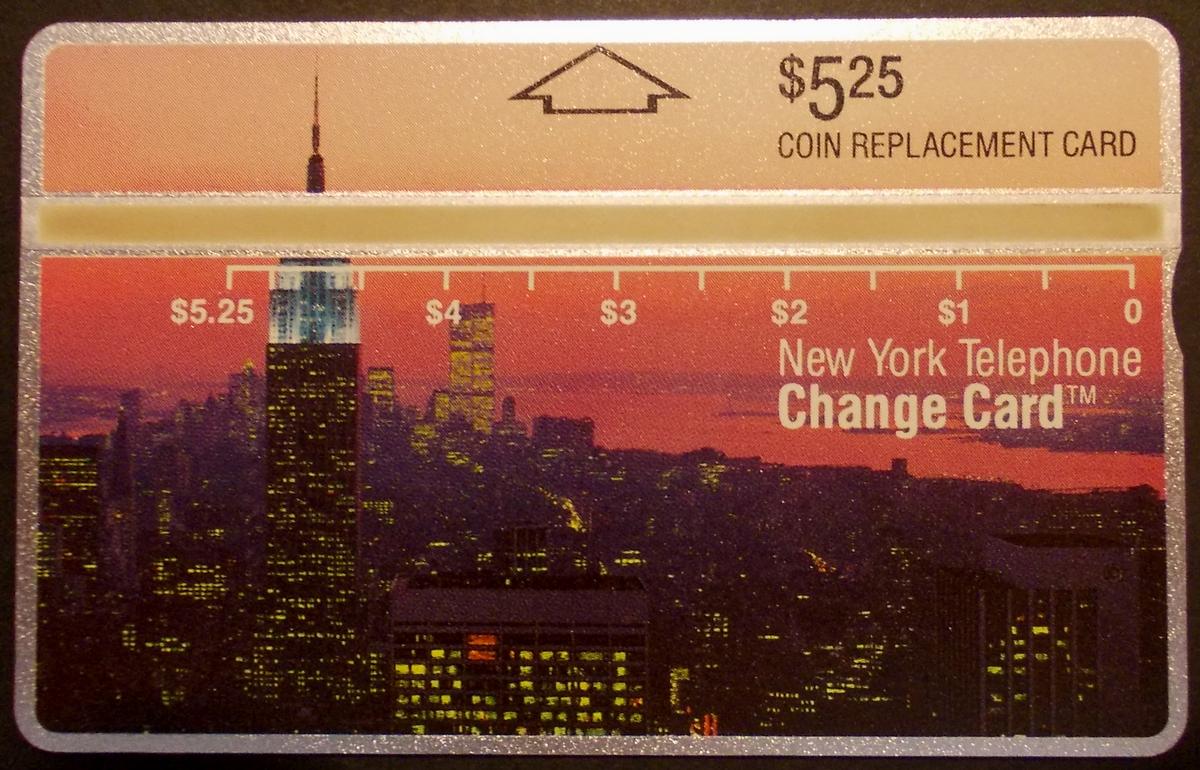 $5.25
COIN REPLACEMENT CARD
$5.25 $4 $3 $2 $1 0
New York Telephone
Change Card™